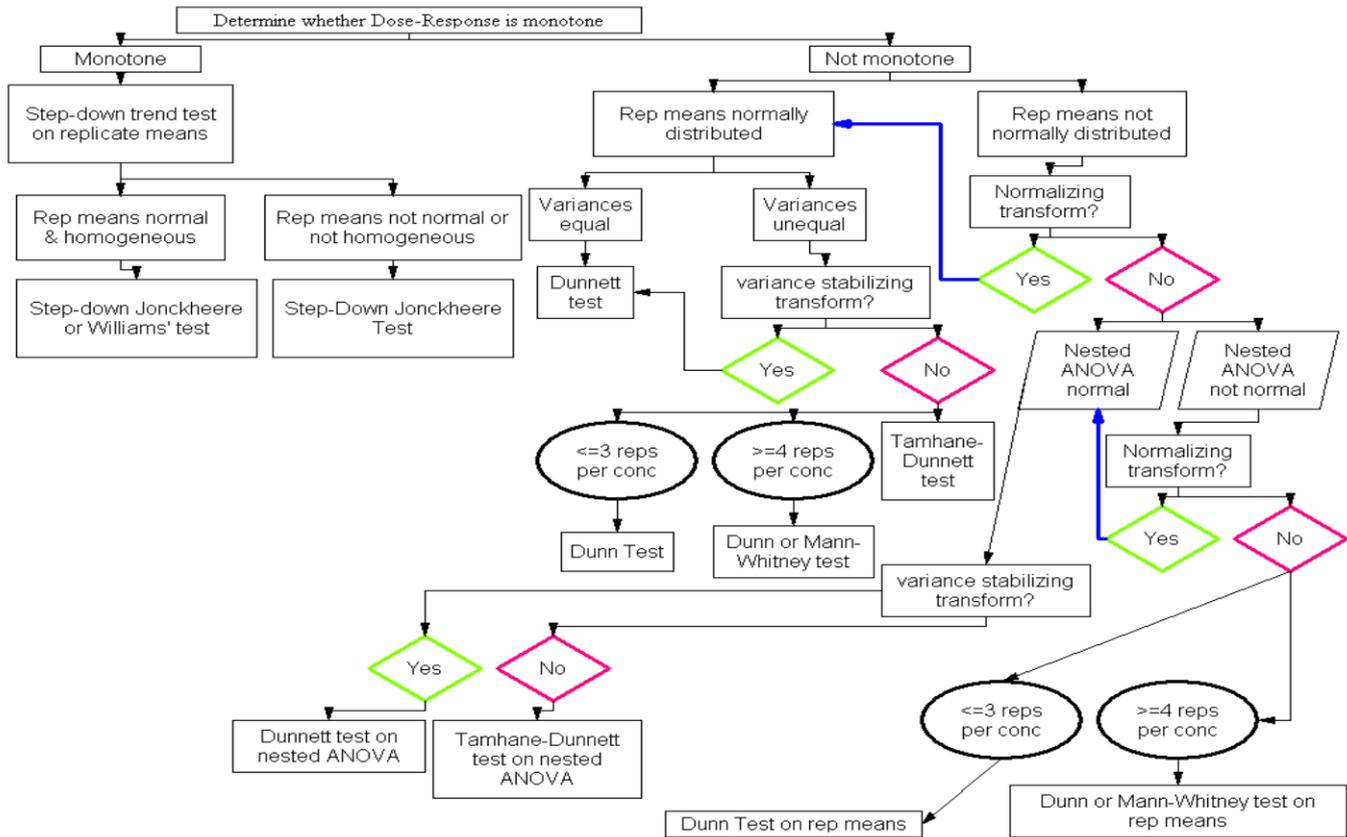 Determine whether Dose-Response is monotone
Monotone
Not monotone
Step-down trend test
on replicate means
Rep means normally
distributed
Rep means not
normally distributed
Rep means normal
& homogeneous
Rep means not normal or
not homogeneous
Variances
equal
Variances
unequal
Normalizing
transform?
Step-down Jonckheere
or Williams' test
Step-Down Jonckheere
Test
Dunnett
test
variance stabilizing
transform?
Yes
No
Yes
No
Nested
ANOVA
normal
Nested
ANOVA
not normal
<=3 reps
per conc
>=4 reps
per conc
Tamhane-
Dunnett
test
Normalizing
transform?
Dunn Test
Dunn or Mann-
Whitney test
Yes
No
variance stabilizing
transform?
Yes
No
Dunnett test on
nested ANOVA
Tamhane-Dunnett
test on nested
ANOVA
<=3 reps
per conc
>=4 reps
per conc
Dunn Test on rep means
Dunn or Mann-Whitney test on
rep means